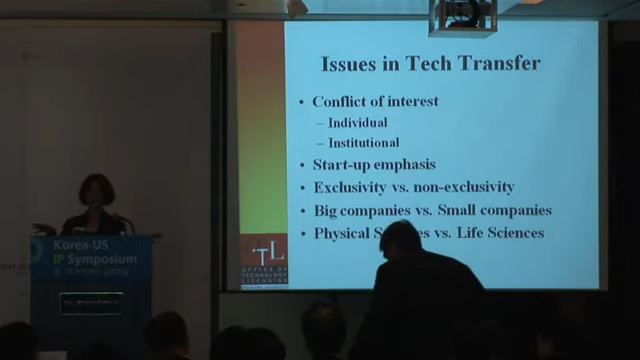 Issues in Tech Transfer
• Conflict of interest
– Individual
– Institutional
• Start-up emphasis
• Exclusivity vs. non-exclusivity
• Big companies vs. Small companies
• Physical vs. Life Sciences
OTL
OFFICE OF
TECHNOLOGY
LICENSING
Korea-US
IP Symposium